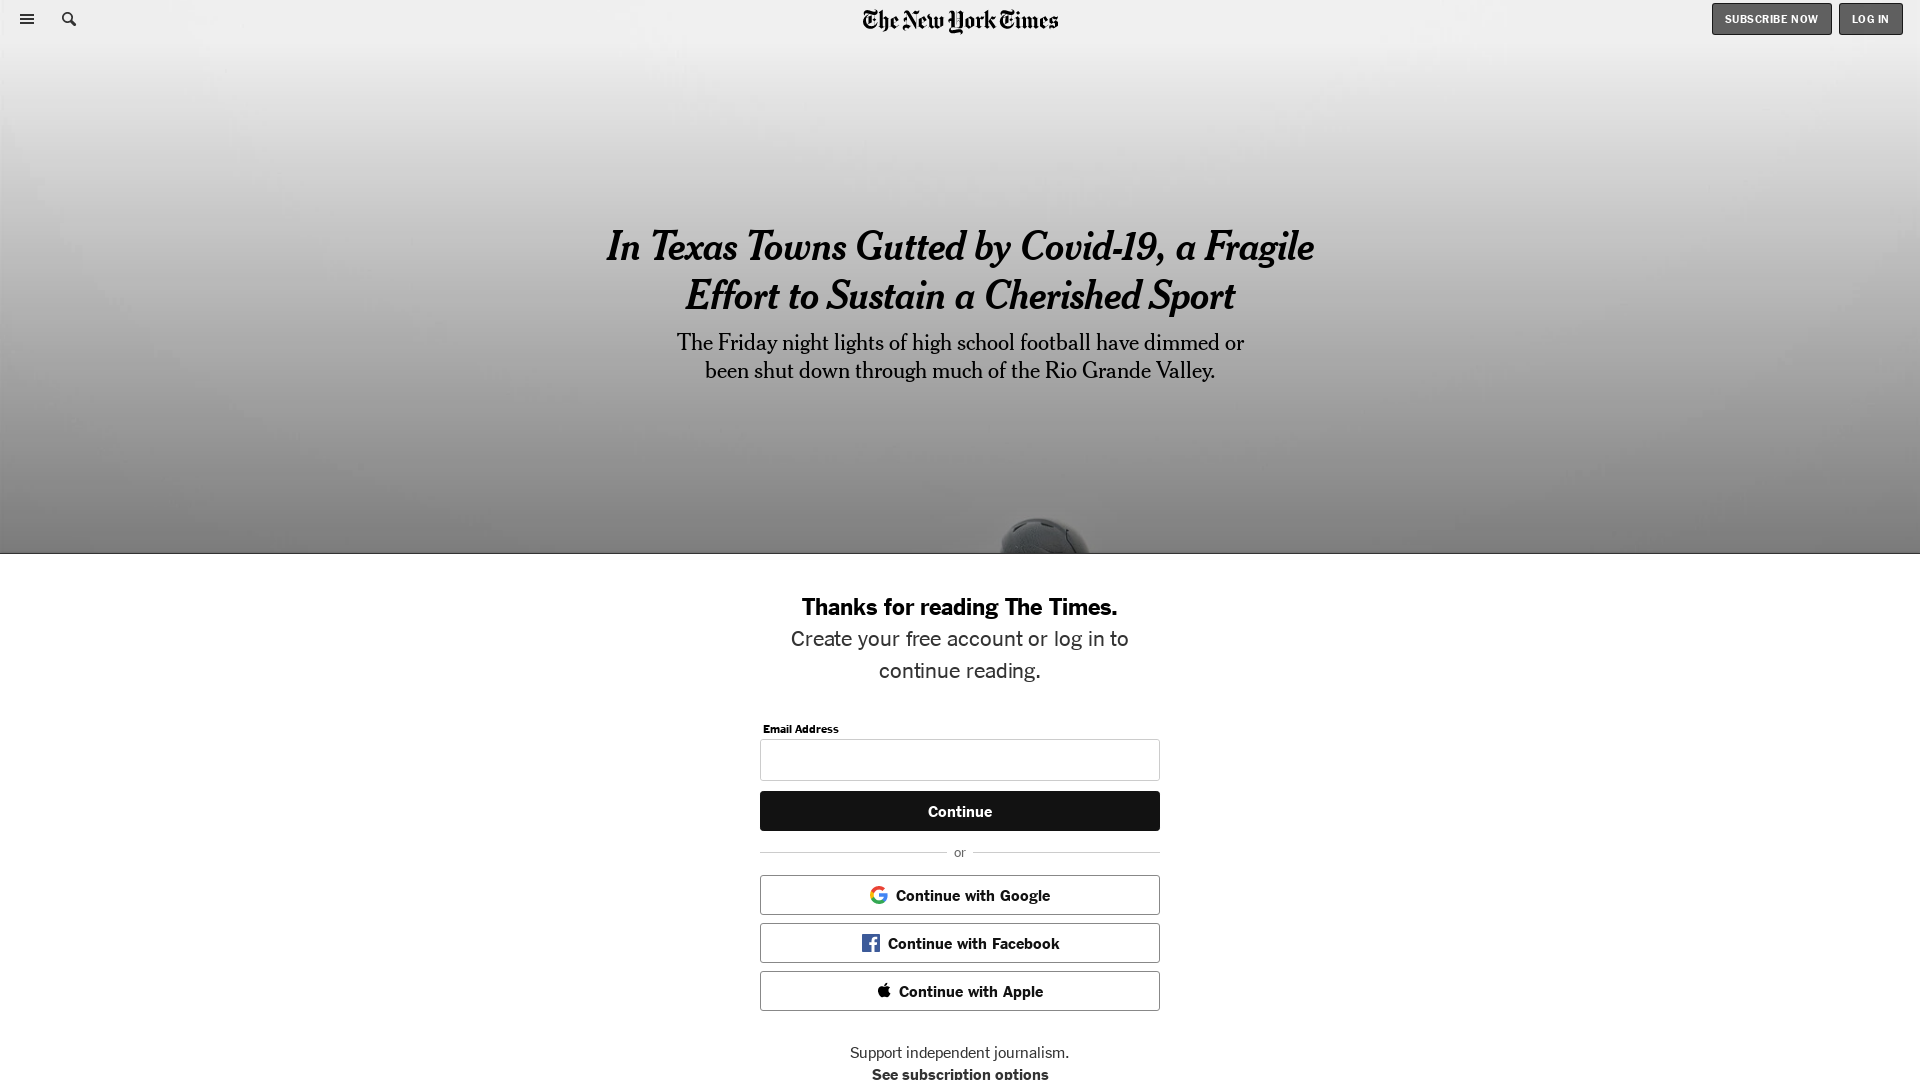 The New York Times
SUBSCRIBE NOW
LOG IN
In Texas Towns Gutted by Covid-19, a Fragile
Effort to Sustain a Cherished Sport
The Friday night lights of high school football have dimmed or
been shut down through much of the Rio Grande Valley.
Thanks for reading The Times.
Create your free account or log in to
continue reading.
Email Address
Continue
or
Continue with Google
Continue with Facebook
Continue with Apple
Support independent journalism.
See subscription options